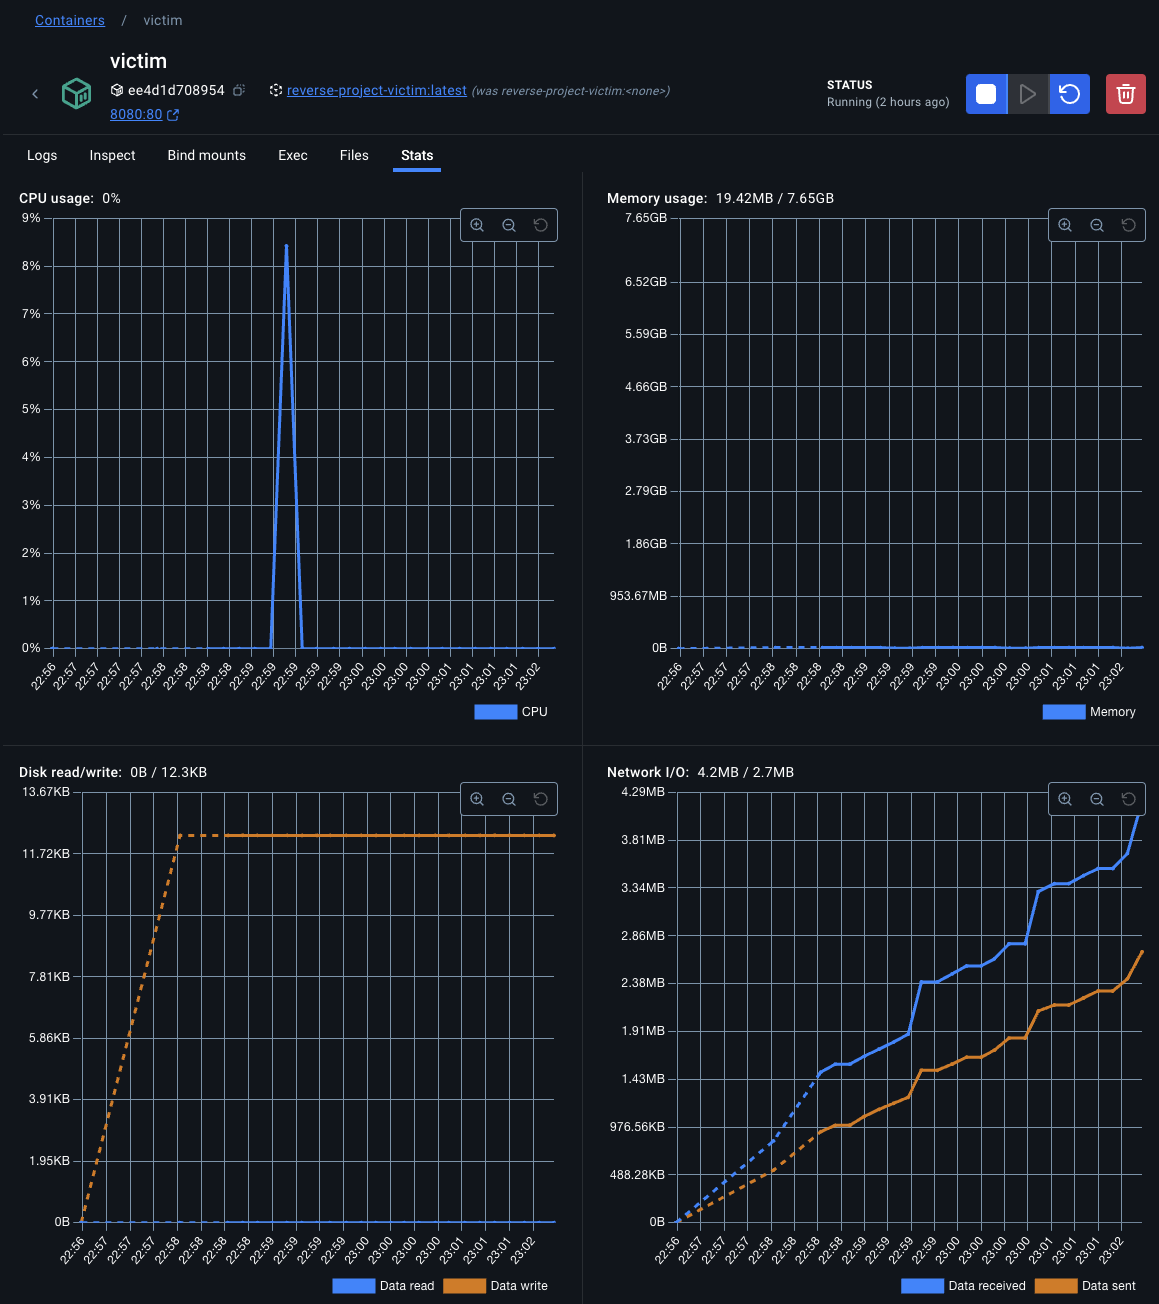 Containers / victim
victim
ee4d1d708954 reverse-project-victim:latest (was reverse-project-victim:<none>)
8080:80
STATUS
Running (2 hours ago)
Logs Inspect Bind mounts Exec Files Stats
CPU usage: 0%
9%
8%
7%
6%
5%
4%
3%
2%
1%
0%
22:56 22:57 22:57 22:57 22:57 22:58 22:58 22:58 22:58 22:59 22:59 22:59 22:59 22:59 23:00 23:00 23:00 23:00 23:01 23:01 23:01 23:01 23:02
CPU
Memory usage: 19.42MB / 7.65GB
7.65GB
6.52GB
5.59GB
4.66GB
3.73GB
2.79GB
1.86GB
953.67MB
0B
22:56 22:57 22:57 22:57 22:58 22:58 22:58 22:58 22:59 22:59 22:59 22:59 23:00 23:00 23:00 23:00 23:01 23:01 23:01 23:02
Memory
Disk read/write: 0B / 12.3KB
13.67KB
11.72KB
9.77KB
7.81KB
5.86KB
3.91KB
1.95KB
0B
22:56 22:57 22:57 22:57 22:58 22:58 22:58 22:58 22:59 22:59 22:59 22:59 23:00 23:00 23:00 23:00 23:01 23:01 23:01 23:02
Data read Data write
Network I/O: 4.2MB / 2.7MB
4.29MB
3.81MB
3.34MB
2.86MB
2.38MB
1.91MB
1.43MB
976.56KB
488.28KB
0B
22:56 22:57 22:57 22:57 22:58 22:58 22:58 22:58 22:59 22:59 22:59 22:59 23:00 23:00 23:00 23:00 23:01 23:01 23:01 23:02
Data received Data sent